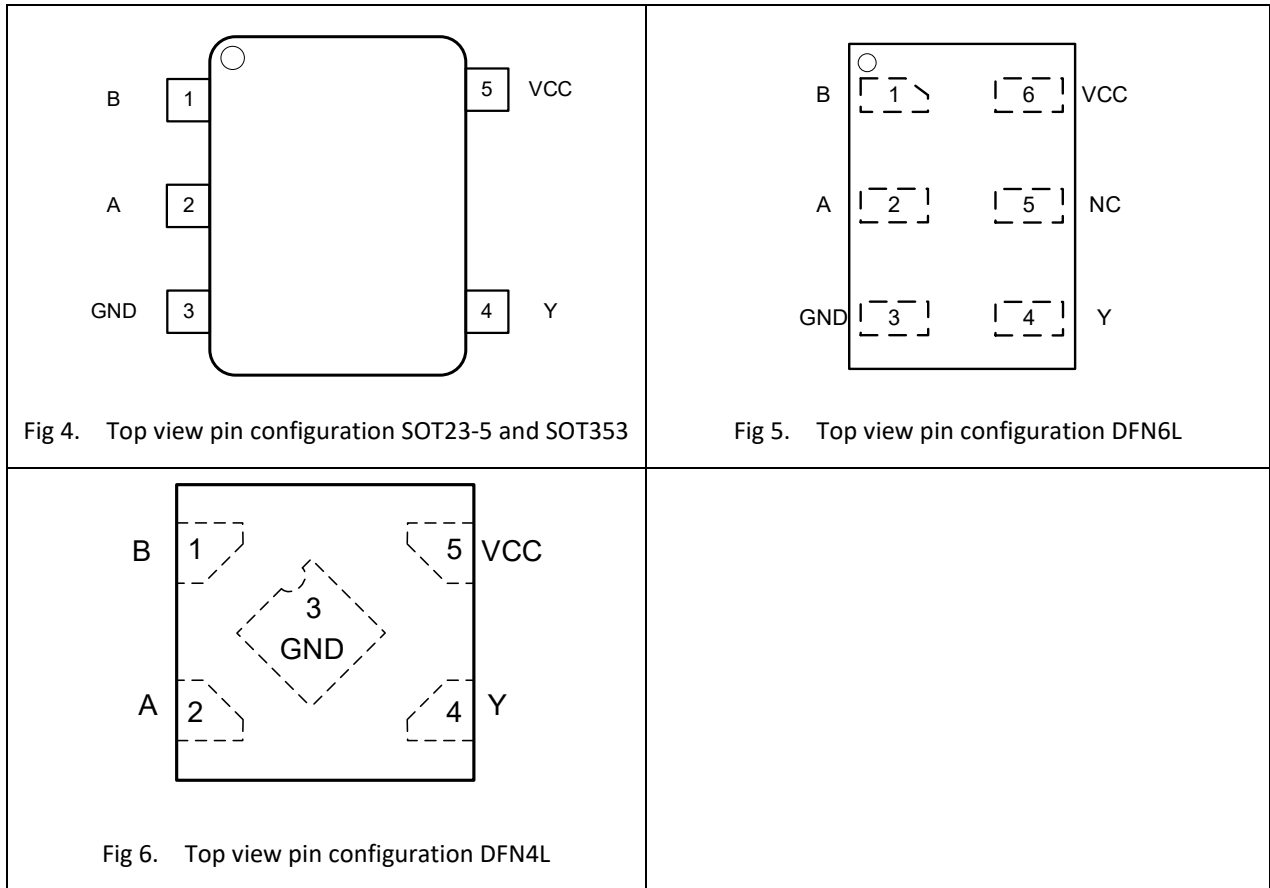 B 1 5 VCC
A 2
GND 3 4 Y
Fig 4. Top view pin configuration SOT23-5 and SOT353
B 1 6 VCC
A 2 5 NC
GND 3 4 Y
Fig 5. Top view pin configuration DFN6L
B 1 5 VCC
3
GND
A 2 4 Y
Fig 6. Top view pin configuration DFN4L